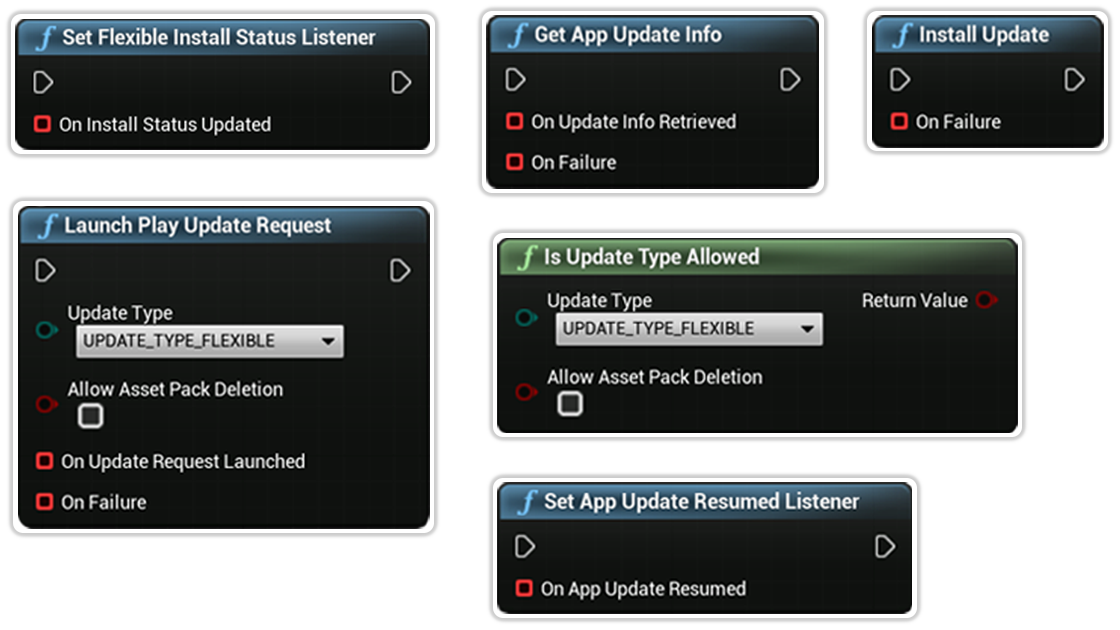 f Set Flexible Install Status Listener
On Install Status Updated
f Get App Update Info
On Update Info Retrieved
On Failure
f Install Update
On Failure
f Launch Play Update Request
Update Type
UPDATE_TYPE_FLEXIBLE
Allow Asset Pack Deletion
On Update Request Launched
On Failure
f Is Update Type Allowed
Update Type
UPDATE_TYPE_FLEXIBLE
Return Value
Allow Asset Pack Deletion
f Set App Update Resumed Listener
On App Update Resumed